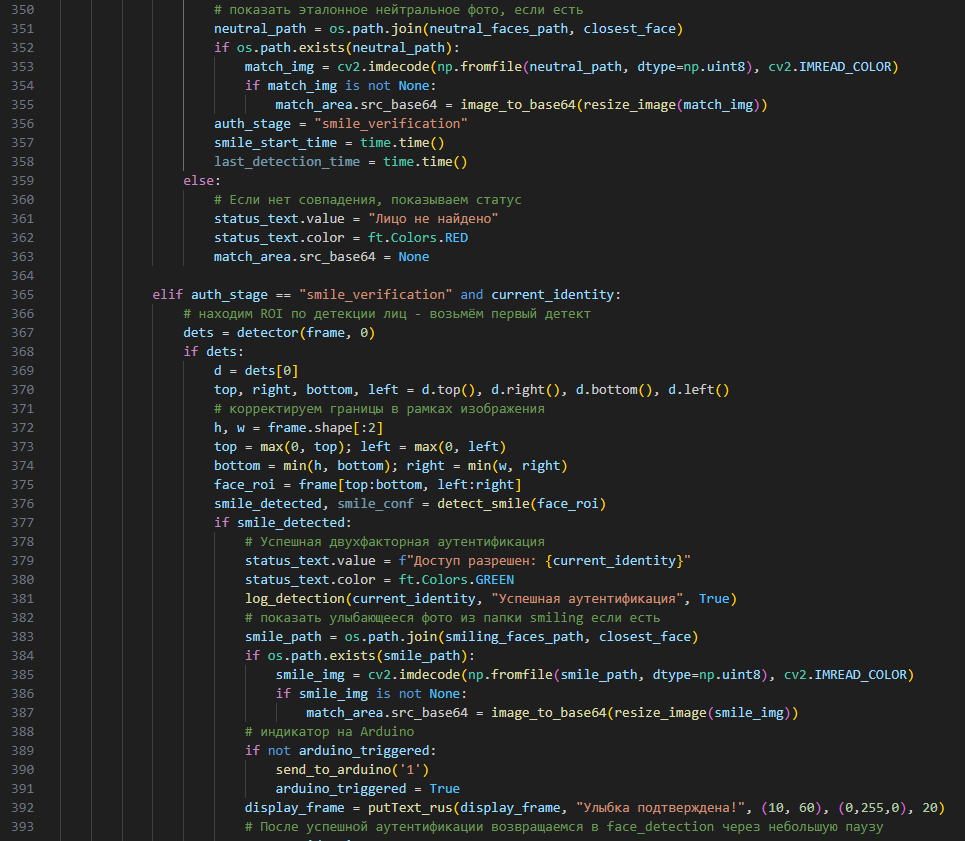 350 # показать эталонное нейтральное фото, если есть
351 neutral_path = os.path.join(neutral_faces_path, closest_face)
352 if os.path.exists(neutral_path):
353 match_img = cv2.imdecode(np.fromfile(neutral_path, dtype=np.uint8), cv2.IMREAD_COLOR)
354 if match_img is not None:
355 match_area.src_base64 = image_to_base64(resize_image(match_img))
356 auth_stage = "smile_verification"
357 smile_start_time = time.time()
358 last_detection_time = time.time()
359 else:
360 # Если нет совпадения, показываем статус
361 status_text.value = "Лицо не найдено"
362 status_text.color = ft.Colors.RED
363 match_area.src_base64 = None
364
365 elif auth_stage == "smile_verification" and current_identity:
366 # находим ROI по детекции лиц - возьмём первый детект
367 dets = detector(frame, 0)
368 if dets:
369 d = dets[0]
370 top, right, bottom, left = d.top(), d.right(), d.bottom(), d.left()
371 # корректируем границы в рамках изображения
372 h, w = frame.shape[:2]
373 top = max(0, top); left = max(0, left)
374 bottom = min(h, bottom); right = min(w, right)
375 face_roi = frame[top:bottom, left:right]
376 smile_detected, smile_conf = detect_smile(face_roi)
377 if smile_detected:
378 # Успешная двухфакторная аутентификация
379 status_text.value = f"Доступ разрешен: {current_identity}"
380 status_text.color = ft.Colors.GREEN
381 log_detection(current_identity, "Успешная аутентификация", True)
382 # показать улыбающееся фото из папки smiling если есть
383 smile_path = os.path.join(smiling_faces_path, closest_face)
384 if os.path.exists(smile_path):
385 smile_img = cv2.imdecode(np.fromfile(smile_path, dtype=np.uint8), cv2.IMREAD_COLOR)
386 if smile_img is not None:
387 match_area.src_base64 = image_to_base64(resize_image(smile_img))
388 # индикатор на Arduino
389 if not arduino_triggered:
390 send_to_arduino('1')
391 arduino_triggered = True
392 display_frame = putText_rus(display_frame, "Улыбка подтверждена!", (10, 60), (0,255,0), 20)
393 # После успешной аутентификации возвращаемся в face_detection через небольшую паузу